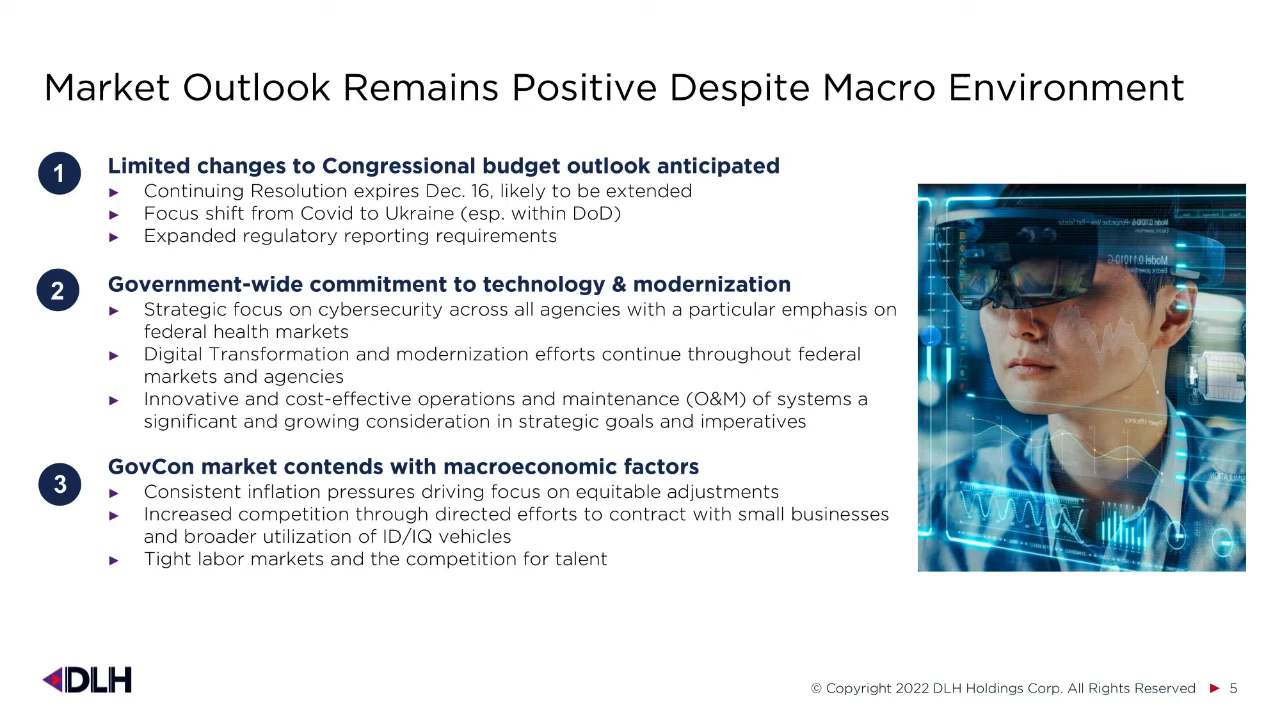 Market Outlook Remains Positive Despite Macro Environment
1
Limited changes to Congressional budget outlook anticipated
► Continuing Resolution expires Dec. 16, likely to be extended
► Focus shift from Covid to Ukraine (esp. within DoD)
► Expanded regulatory reporting requirements
2
Government-wide commitment to technology & modernization
► Strategic focus on cybersecurity across all agencies with a particular emphasis on
federal health markets
► Digital Transformation and modernization efforts continue throughout federal
markets and agencies
► Innovative and cost-effective operations and maintenance (O&M) of systems a
significant and growing consideration in strategic goals and imperatives
3
GovCon market contends with macroeconomic factors
► Consistent inflation pressures driving focus on equitable adjustments
► Increased competition through directed efforts to contract with small businesses
and broader utilization of ID/IQ vehicles
► Tight labor markets and the competition for talent
DLH
© Copyright 2022 DLH Holdings Corp. All Rights Reserved ► 5